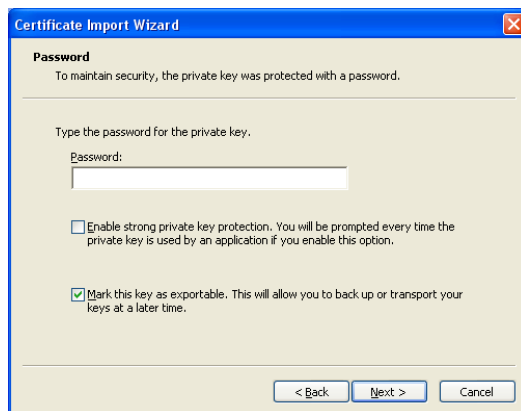 Certificate Import Wizard
Password
To maintain security, the private key was protected with a password.
Type the password for the private key.
Password:
Enable strong private key protection. You will be prompted every time the
private key is used by an application if you enable this option.
Mark this key as exportable. This will allow you to back up or transport your
keys at a later time.
< Back
Next >
Cancel